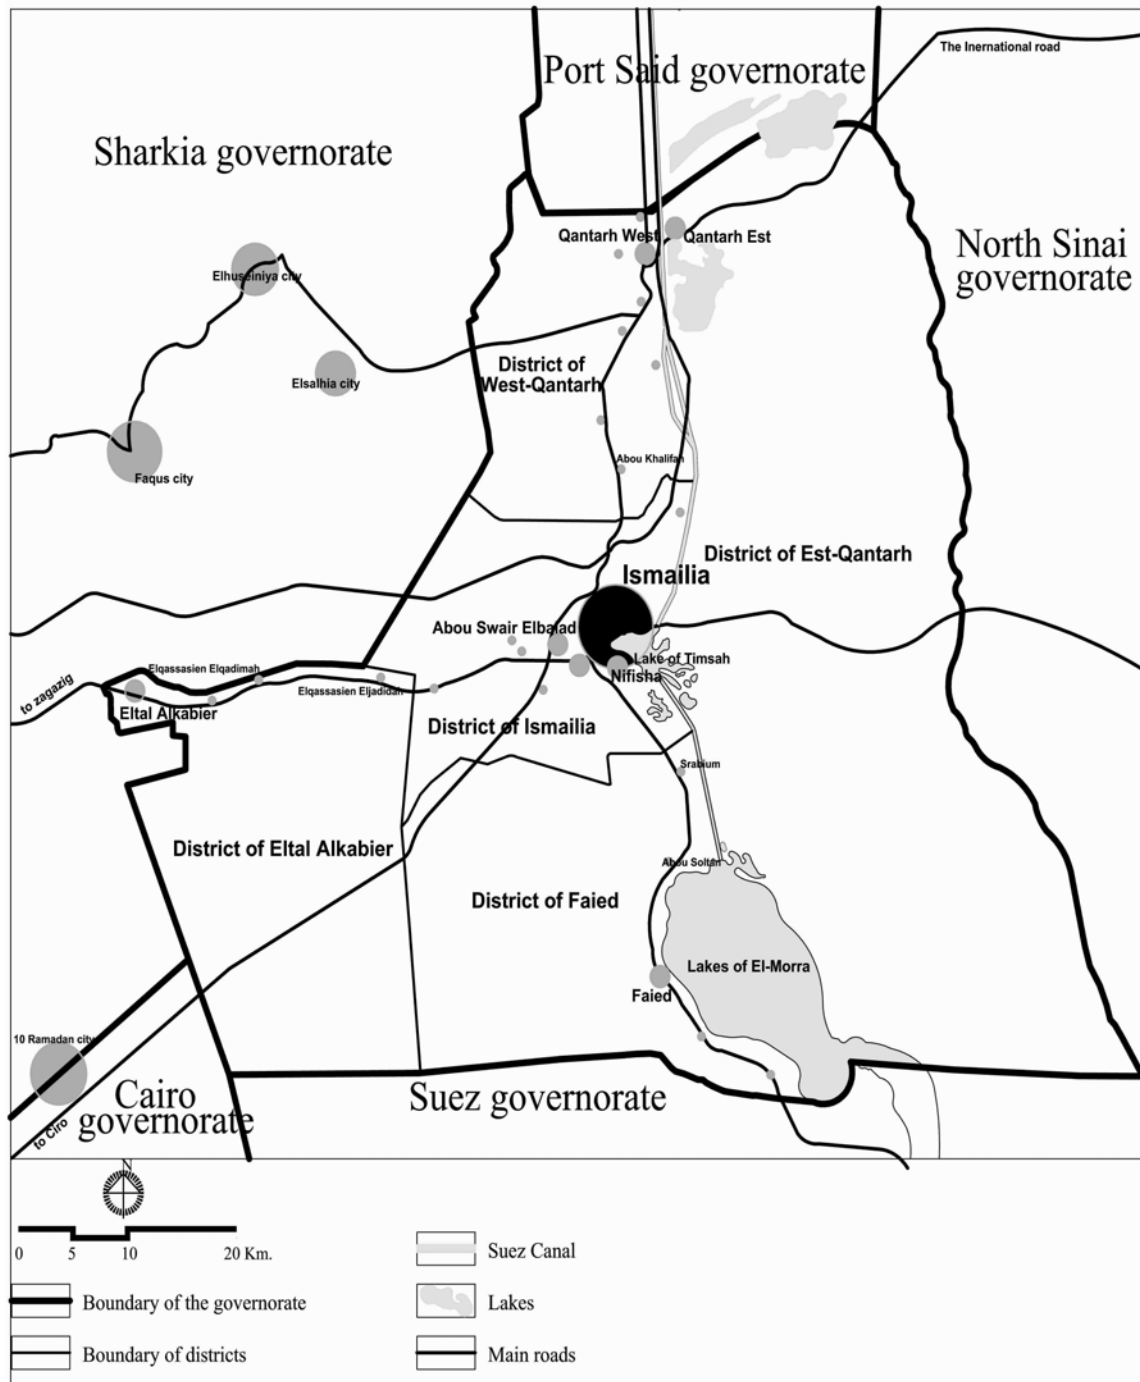 The Inernational road
Port Said governorate
Sharkia governorate
Qantarh West
Qantarh Est
North Sinai
governorate
Elhuseiniya city
District of
West-Qantarh
Elsalhia city
Abou Khalifah
Faqus city
District of Est-Qantarh
Ismailia
Abou Swair Elbalad
Lake of Timsah
Nifisha
Elqassasien Elqadimah
Elqassasien Eljadidah
to zagazig
Eltal Alkabier
District of Ismailia
Srabium
District of Eltal Alkabier
Abou Soltan
District of Faied
Lakes of El-Morra
Faied
10 Ramadan city
Cairo
governorate
to Ciro
Suez governorate
N
0 5 10 20 Km.
Suez Canal
Boundary of the governorate
Lakes
Boundary of districts
Main roads